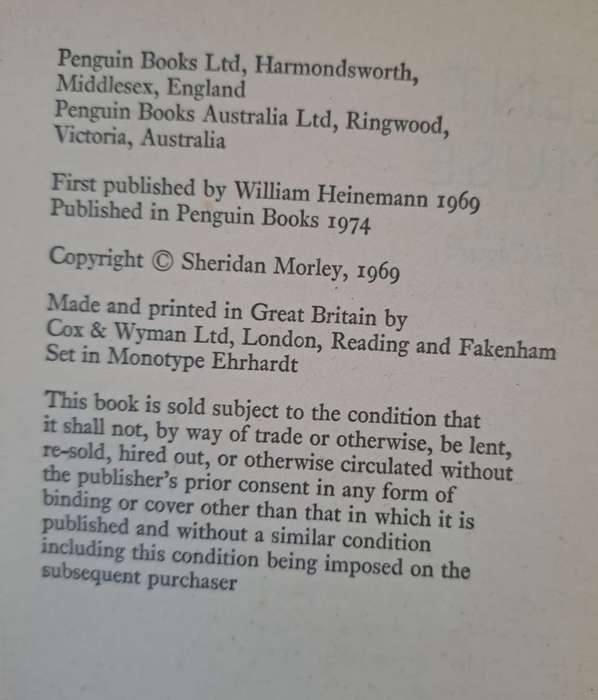 Penguin Books Ltd, Harmondsworth,
Middlesex, England
Penguin Books Australia Ltd, Ringwood,
Victoria, Australia
First published by William Heinemann 1969
Published in Penguin Books 1974
Copyright © Sheridan Morley, 1969
Made and printed in Great Britain by
Cox & Wyman Ltd, London, Reading and Fakenham
Set in Monotype Ehrhardt
This book is sold subject to the condition that
it shall not, by way of trade or otherwise, be lent,
re-sold, hired out, or otherwise circulated without
the publisher's prior consent in any form of
binding or cover other than that in which it is
published and without a similar condition
including this condition being imposed on the
subsequent purchaser